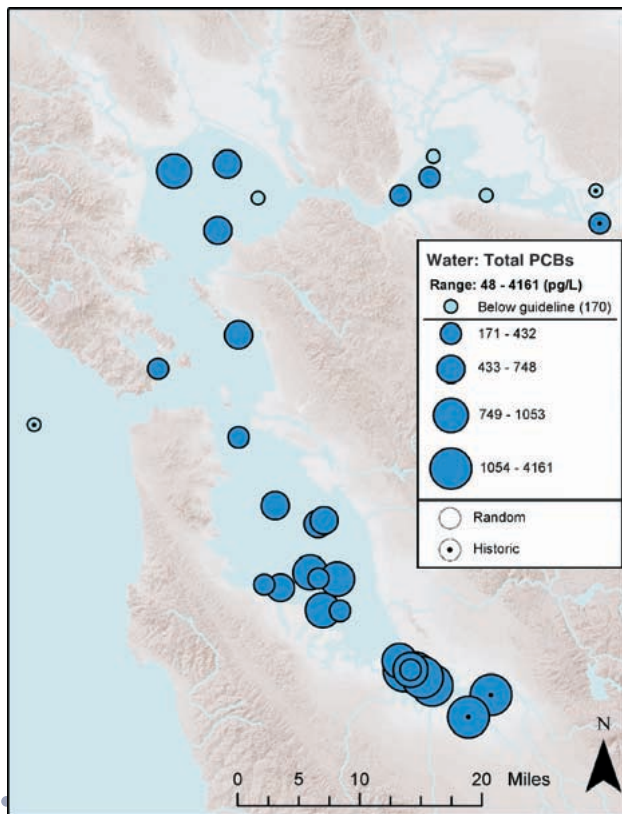 Water: Total PCBs
Range: 48 - 4161 (pg/L)
Below guideline (170)
171 - 432
433 - 748
749 - 1053
1054 - 4161
Random
Historic
N
0 5 10 20 Miles